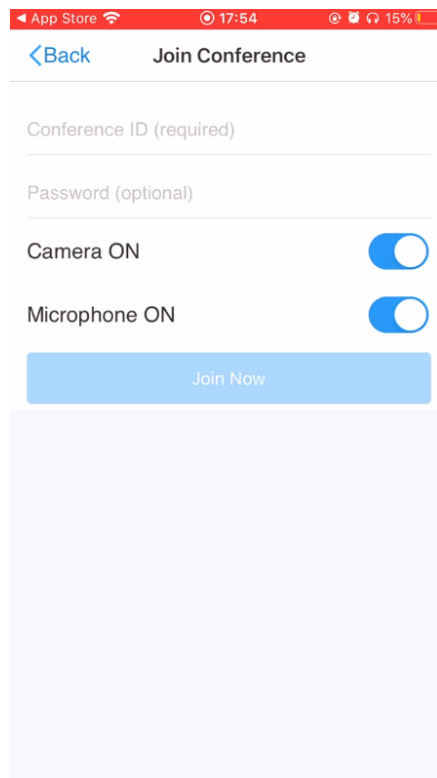 App Store 17:54 15%
Back Join Conference
Conference ID (required)
Password (optional)
Camera ON
Microphone ON
Join Now